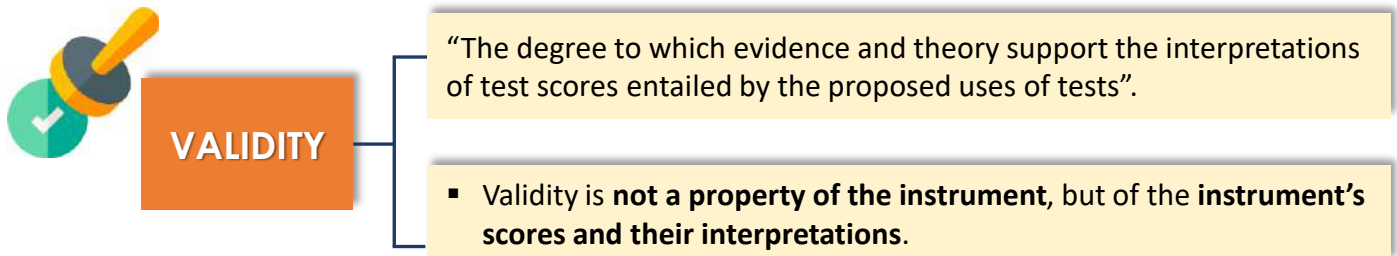 VALIDITY
“The degree to which evidence and theory support the interpretations
of test scores entailed by the proposed uses of tests”.
▪ Validity is not a property of the instrument, but of the instrument’s
scores and their interpretations.